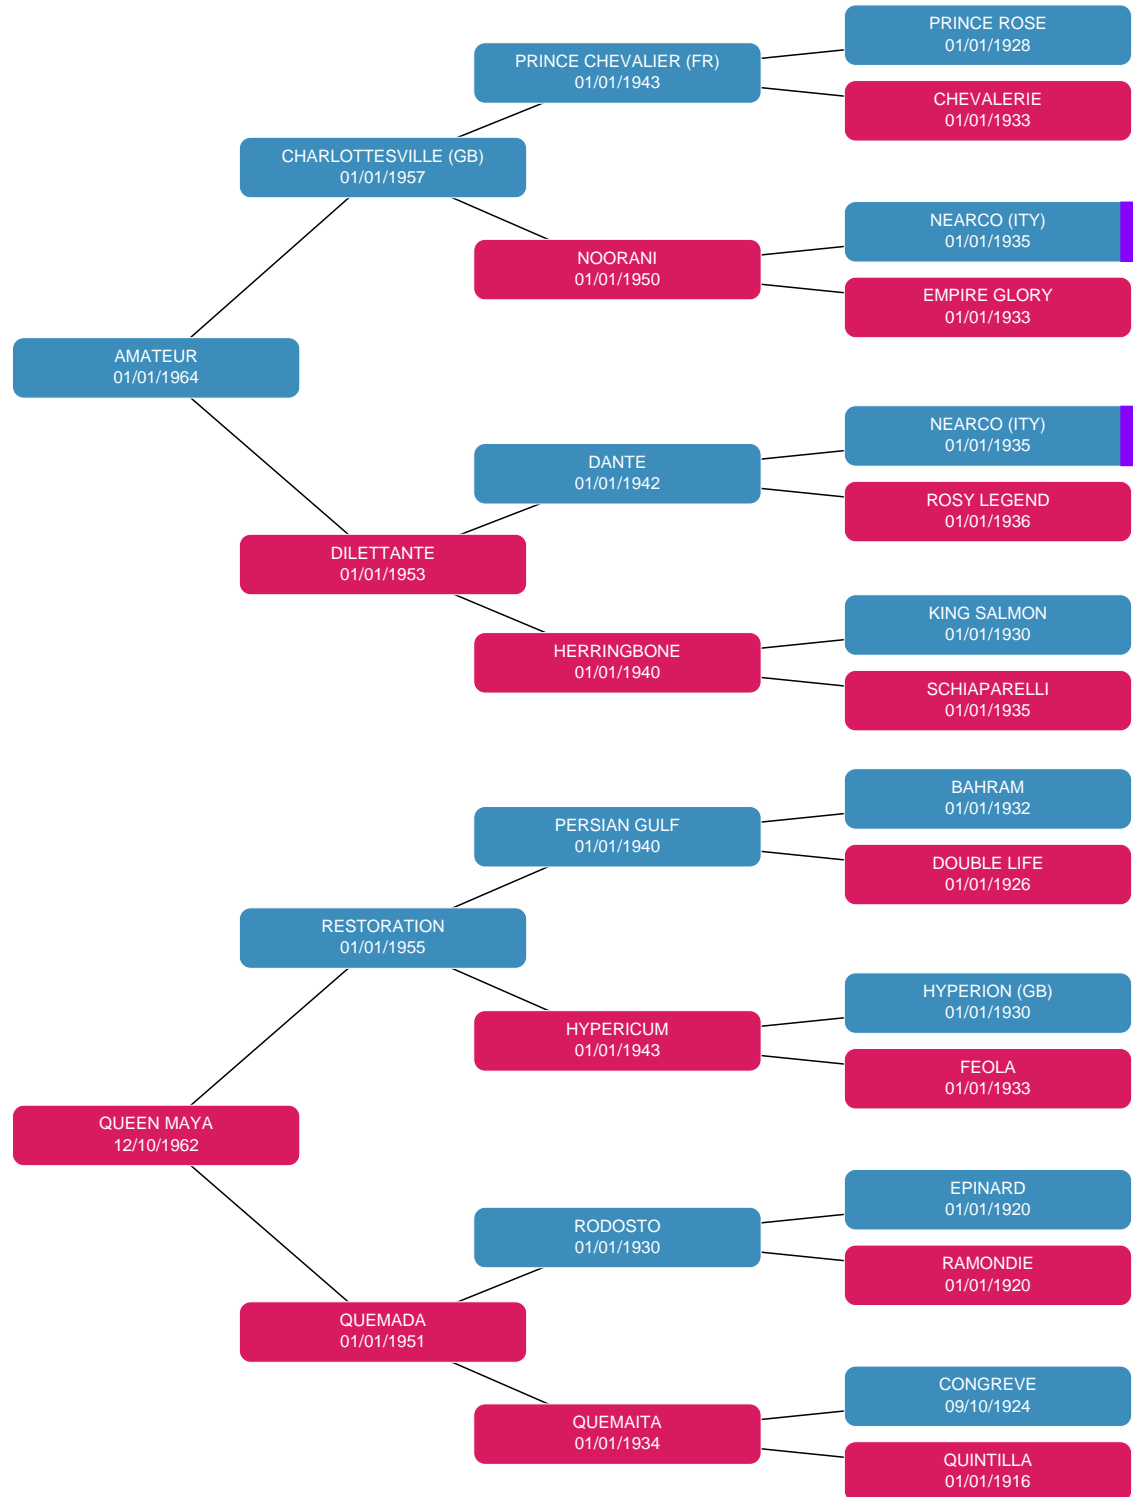 PRINCE ROSE
01/01/1928
PRINCE CHEVALIER (FR)
01/01/1943
CHEVALERIE
01/01/1933
CHARLOTTESVILLE (GB)
01/01/1957
NEARCO (ITY)
01/01/1935
NOORANI
01/01/1950
EMPIRE GLORY
01/01/1933
AMATEUR
01/01/1964
NEARCO (ITY)
01/01/1935
DANTE
01/01/1942
ROSY LEGEND
01/01/1936
DILETTANTE
01/01/1953
KING SALMON
01/01/1930
HERRINGBONE
01/01/1940
SCHIAPARELLI
01/01/1935
BAHRAM
01/01/1932
PERSIAN GULF
01/01/1940
DOUBLE LIFE
01/01/1926
RESTORATION
01/01/1955
HYPERION (GB)
01/01/1930
HYPERICUM
01/01/1943
FEOLA
01/01/1933
QUEEN MAYA
12/10/1962
EPINARD
01/01/1920
RODOSTO
01/01/1930
RAMONDIE
01/01/1920
QUEMADA
01/01/1951
CONGREVE
09/10/1924
QUEMAITA
01/01/1934
QUINTILLA
01/01/1916